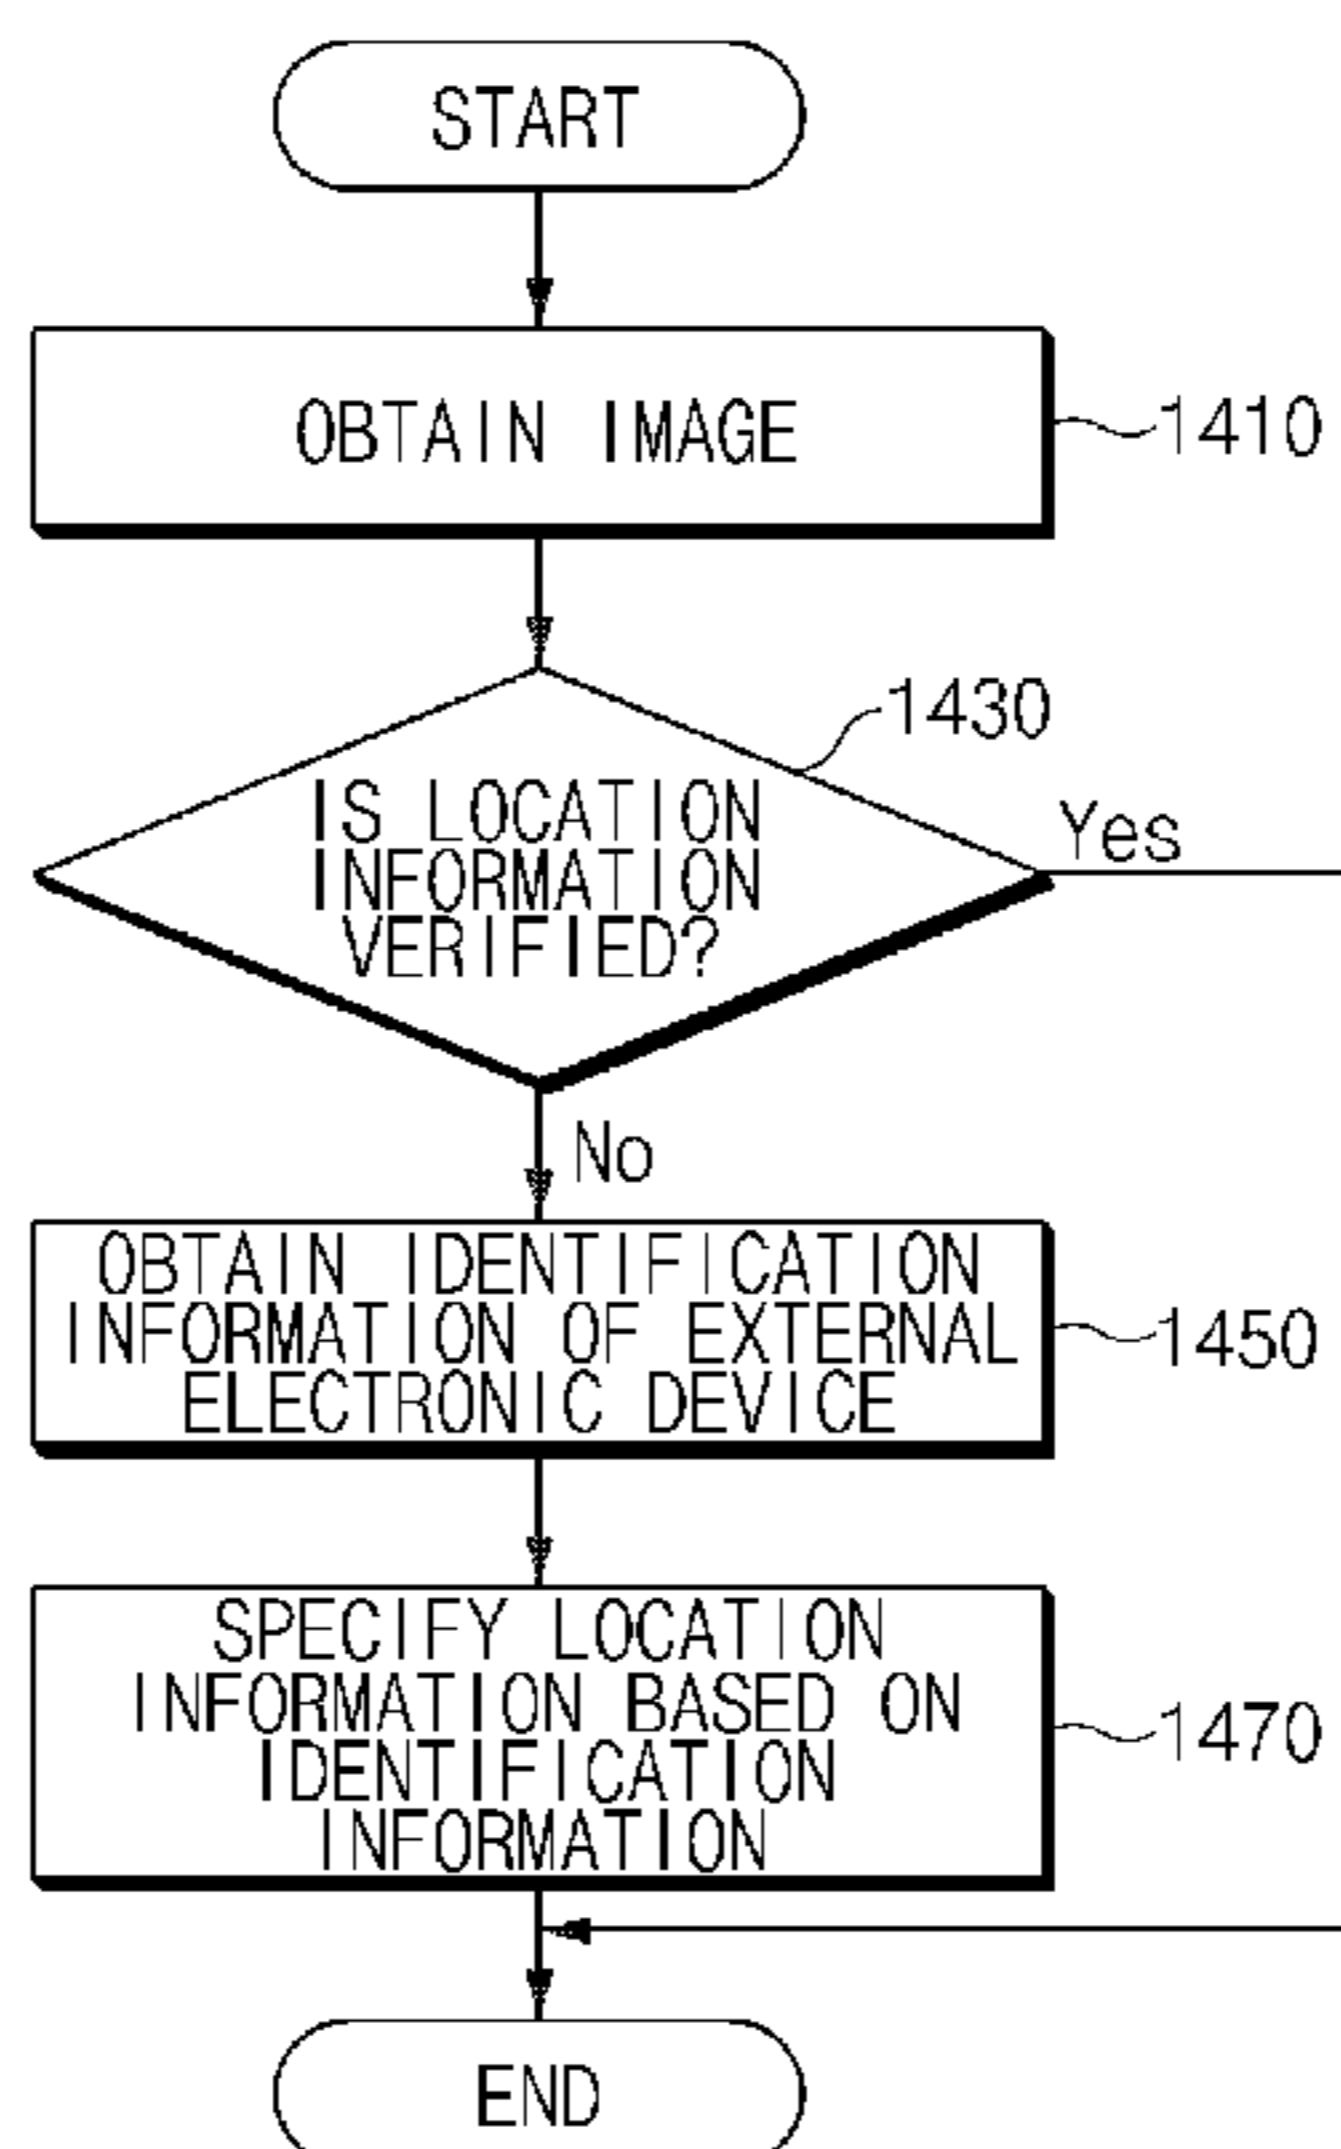 START
OBTAIN IMAGE
1410
1430
IS LOCATION
INFORMATION
VERIFIED?
Yes
No
OBTAIN IDENTIFICATION
INFORMATION OF EXTERNAL
ELECTRONIC DEVICE
1450
SPECIFY LOCATION
INFORMATION BASED ON
IDENTIFICATION
INFORMATION
1470
END